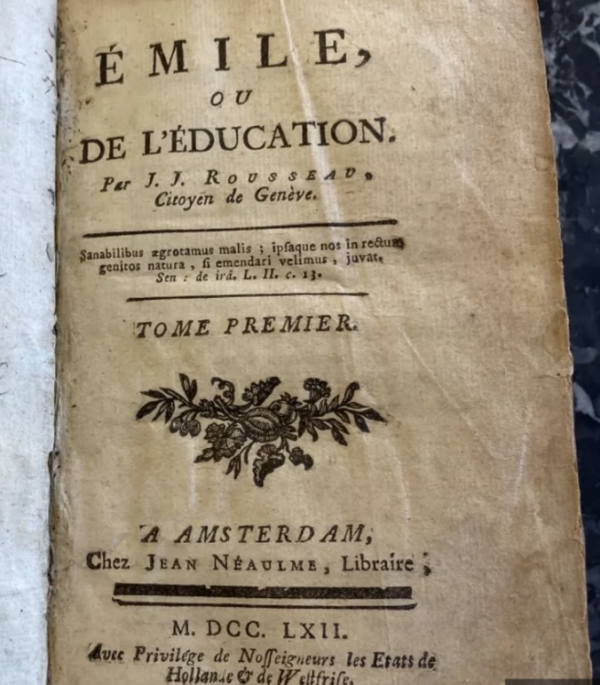 ÉMILE,
OU
DE L'ÉDUCATION.
Par J. J. ROUSSEAU,
Citoyen de Genève.
Sanabilibus ægrotamus malis ; ipſaque nos in rectum
genitos natura , ſi emendari velimus , juvat.
Sen : de irâ. L. II. c. 13.
TOME PREMIER.
A AMSTERDAM,
Chez JEAN NÉAULME, Libraire ;
M. DCC. LXII.
Avec Privilége de Noſſeigneurs les Etats de
Hollande & de Weſtfriſe.